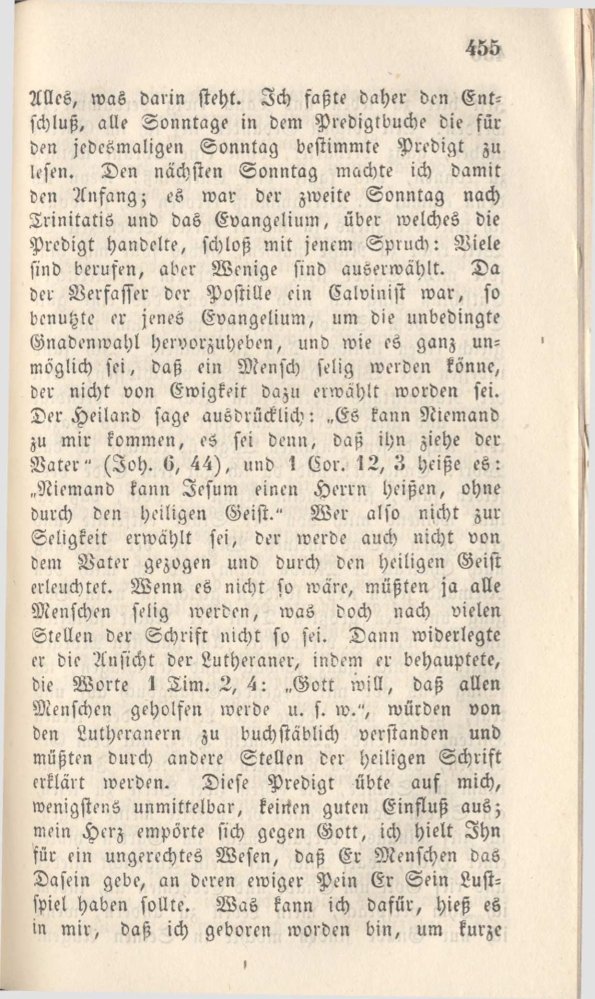 455
Alles, was darin steht. Ich faßte daher den Ent-
schluß, alle Sonntage in dem Predigtbuche die für
den jedesmaligen Sonntag bestimmte Predigt zu
lesen. Den nächsten Sonntag machte ich damit
den Anfang; es war der zweite Sonntag nach
Trinitatis und das Evangelium, über welches die
Predigt handelte, schloß mit jenem Spruch: Viele
sind berufen, aber Wenige sind auserwählt. Da
der Verfasser der Postille ein Calvinist war, so
benutzte er jenes Evangelium, um die unbedingte
Gnadenwahl hervorzuheben, und wie es ganz un-
möglich sei, daß ein Mensch selig werden könne,
der nicht von Ewigkeit dazu erwählt worden sei.
Der Heiland sage ausdrücklich: „Es kann Niemand
zu mir kommen, es sei denn, daß ihn ziehe der
Vater“ (Joh. 6, 44), und 1 Cor. 12, 3 heiße es:
„Niemand kann Jesum einen Herrn heißen, ohne
durch den heiligen Geist.“ Wer also nicht zur
Seligkeit erwählt sei, der werde auch nicht von
dem Vater gezogen und durch den heiligen Geist
erleuchtet. Wenn es nicht so wäre, müßten ja alle
Menschen selig werden, was doch nach vielen
Stellen der Schrift nicht so sei. Dann widerlegte
er die Ansicht der Lutheraner, indem er behauptete,
die Worte 1 Tim. 2, 4: „Gott will, daß allen
Menschen geholfen werde u. s. w.“, würden von
den Lutheranern zu buchstäblich verstanden und
müßten durch andere Stellen der heiligen Schrift
erklärt werden. Diese Predigt übte auf mich,
wenigstens unmittelbar, keinen guten Einfluß aus;
mein Herz empörte sich gegen Gott, ich hielt Ihn
für ein ungerechtes Wesen, daß Er Menschen das
Dasein gebe, an deren ewiger Pein Er Sein Lust-
spiel haben sollte. Was kann ich dafür, hieß es
in mir, daß ich geboren worden bin, um kurze